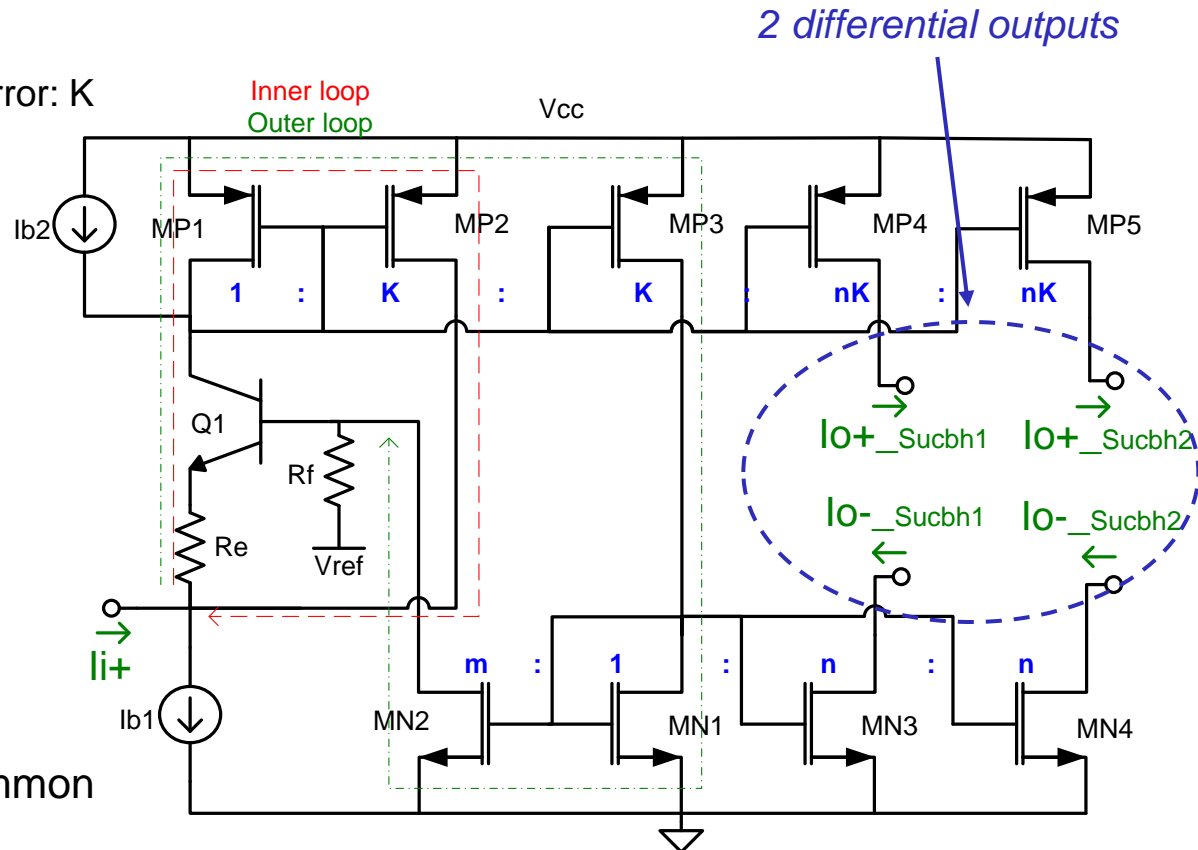 2 differential outputs
rror: K
Inner loop
Outer loop
Vcc
Ib2
MP1
MP2
MP3
MP4
MP5
1 : K : K : nK : nK
Q1
Rf
Re
Vref
Io+_Sucbh1
Io+_Sucbh2
Io-_Sucbh1
Io-_Sucbh2
Ii+
m : 1 : n : n
Ib1
MN2
MN1
MN3
MN4
mmon